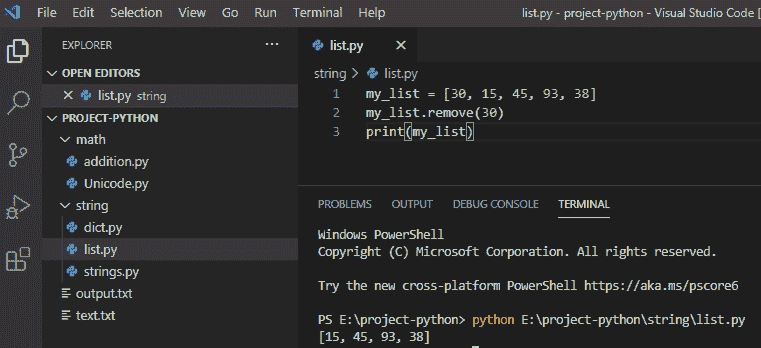 File Edit Selection View Go Run Terminal Help list.py - project-python - Visual Studio Code [
EXPLORER
OPEN EDITORS
list.py string
PROJECT-PYTHON
math
addition.py
Unicode.py
string
dict.py
list.py
strings.py
output.txt
text.txt
list.py
string > list.py
1 my_list = [30, 15, 45, 93, 38]
2 my_list.remove(30)
3 print(my_list)
PROBLEMS OUTPUT DEBUG CONSOLE TERMINAL
Windows PowerShell
Copyright (C) Microsoft Corporation. All rights reserved.
Try the new cross-platform PowerShell https://aka.ms/pscore6
PS E:\project-python> python E:\project-python\string\list.py
[15, 45, 93, 38]